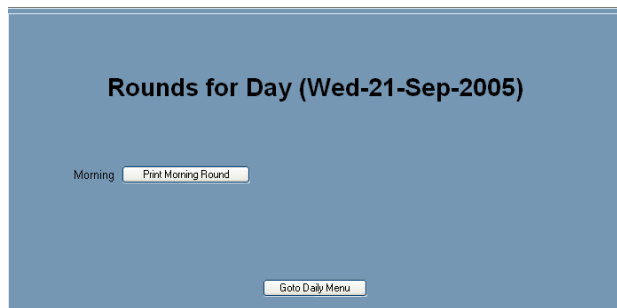 Rounds for Day (Wed-21-Sep-2005)
Morning Print Morning Round
Goto Daily Menu